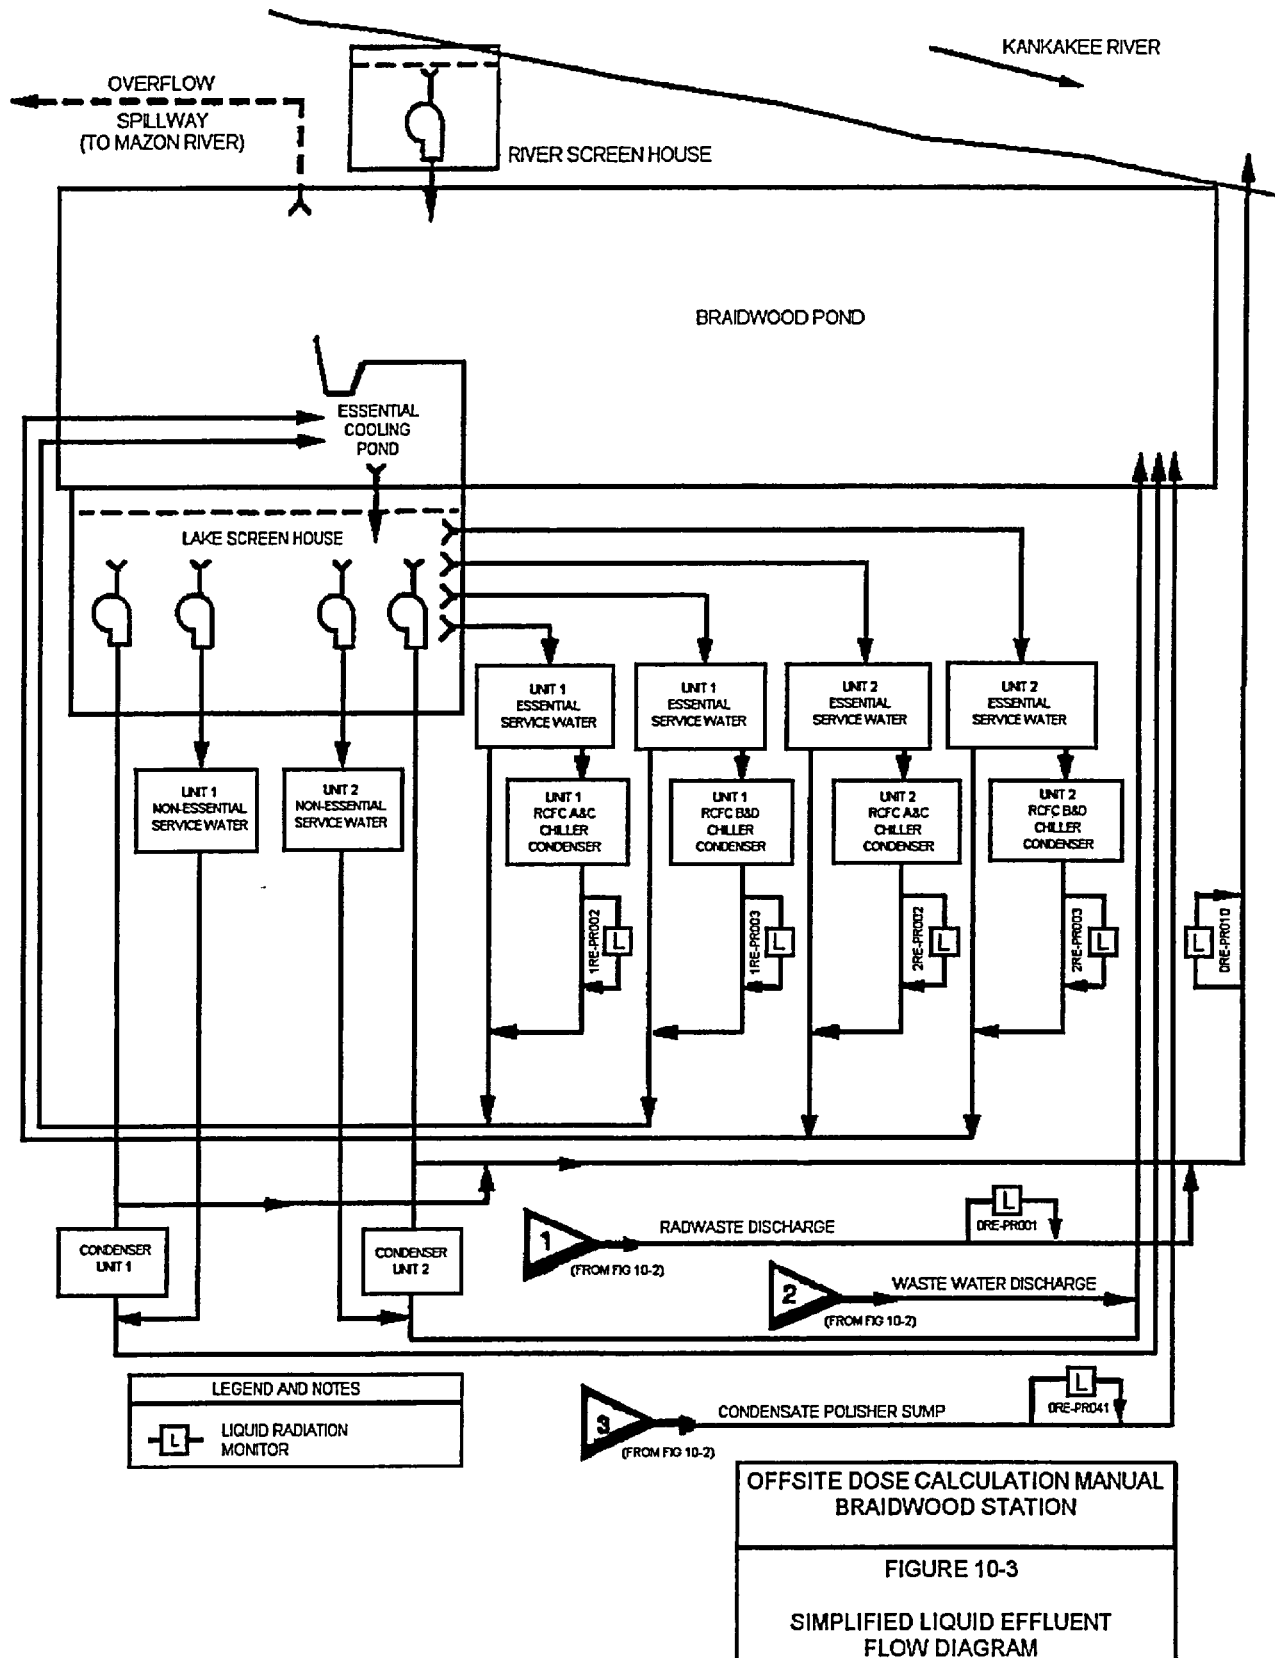 KANKAKEE RIVER
OVERFLOW
SPILLWAY
(TO MAZON RIVER)
RIVER SCREEN HOUSE
BRAIDWOOD POND
ESSENTIAL
COOLING
POND
LAKE SCREEN HOUSE
UNIT 1
ESSENTIAL
SERVICE WATER
UNIT 1
ESSENTIAL
SERVICE WATER
UNIT 2
ESSENTIAL
SERVICE WATER
UNIT 2
ESSENTIAL
SERVICE WATER
UNIT 1
NON-ESSENTIAL
SERVICE WATER
UNIT 2
NON-ESSENTIAL
SERVICE WATER
UNIT 1
RCFC A&C
CHILLER
CONDENSER
UNIT 1
RCFC B&D
CHILLER
CONDENSER
UNIT 2
RCFC A&C
CHILLER
CONDENSER
UNIT 2
RCFC B&D
CHILLER
CONDENSER
1RE-PR002
L
1RE-PR003
L
2RE-PR002
L
2RE-PR003
L
L
0RE-PR010
CONDENSER
UNIT 1
CONDENSER
UNIT 2
1
RADWASTE DISCHARGE
(FROM FIG 10-2)
L
0RE-PR001
2
WASTE WATER DISCHARGE
(FROM FIG 10-2)
LEGEND AND NOTES
L
LIQUID RADIATION
MONITOR
3
CONDENSATE POLISHER SUMP
(FROM FIG 10-2)
L
0RE-PR041
OFFSITE DOSE CALCULATION MANUAL
BRAIDWOOD STATION
FIGURE 10-3
SIMPLIFIED LIQUID EFFLUENT
FLOW DIAGRAM